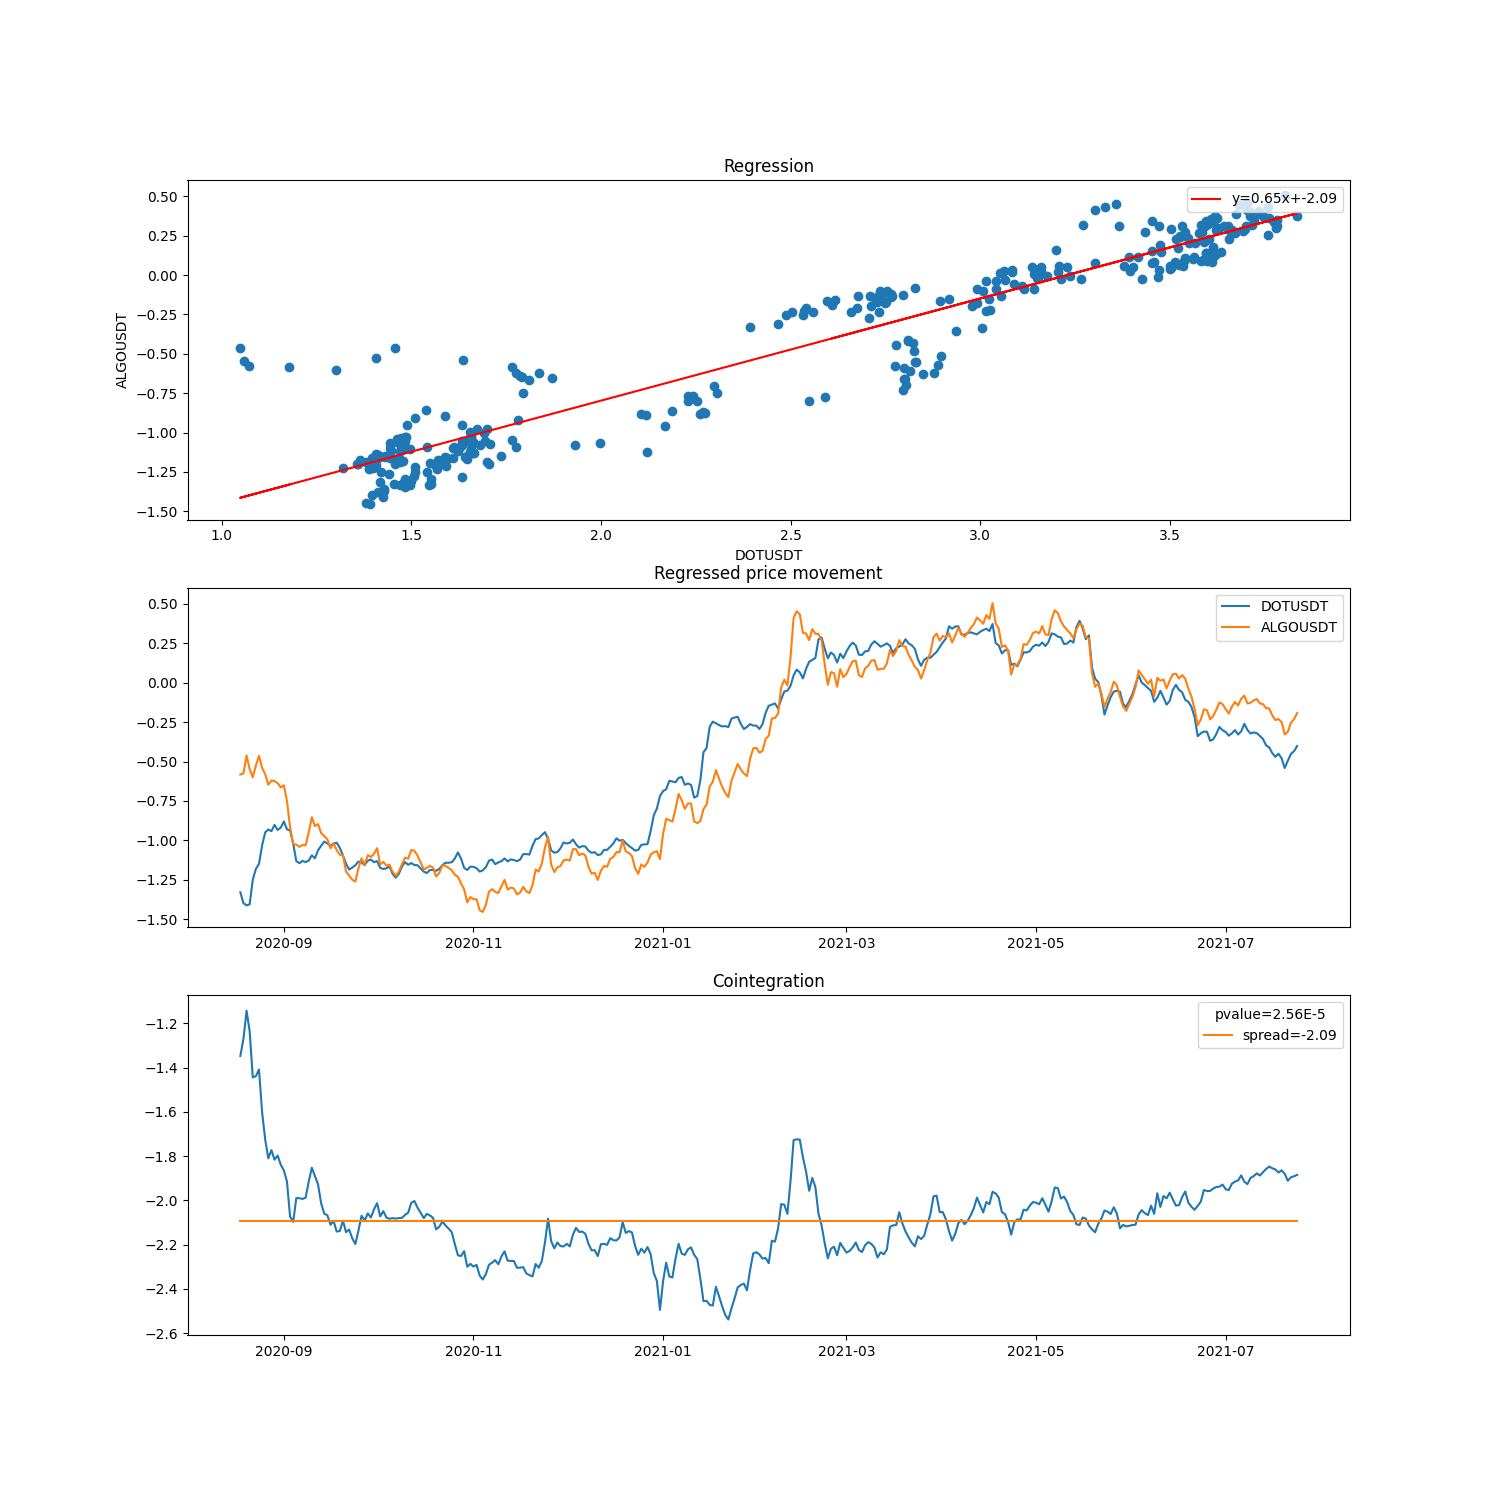 Regression
y=0.65x+-2.09
ALGOUSDT
0.50
0.25
0.00
−0.25
−0.50
−0.75
−1.00
−1.25
−1.50
1.0 1.5 2.0 2.5 3.0 3.5
DOTUSDT
Regressed price movement
DOTUSDT
ALGOUSDT
0.50
0.25
0.00
−0.25
−0.50
−0.75
−1.00
−1.25
−1.50
2020-09 2020-11 2021-01 2021-03 2021-05 2021-07
Cointegration
pvalue=2.56E-5
spread=-2.09
−1.2
−1.4
−1.6
−1.8
−2.0
−2.2
−2.4
−2.6
2020-09 2020-11 2021-01 2021-03 2021-05 2021-07